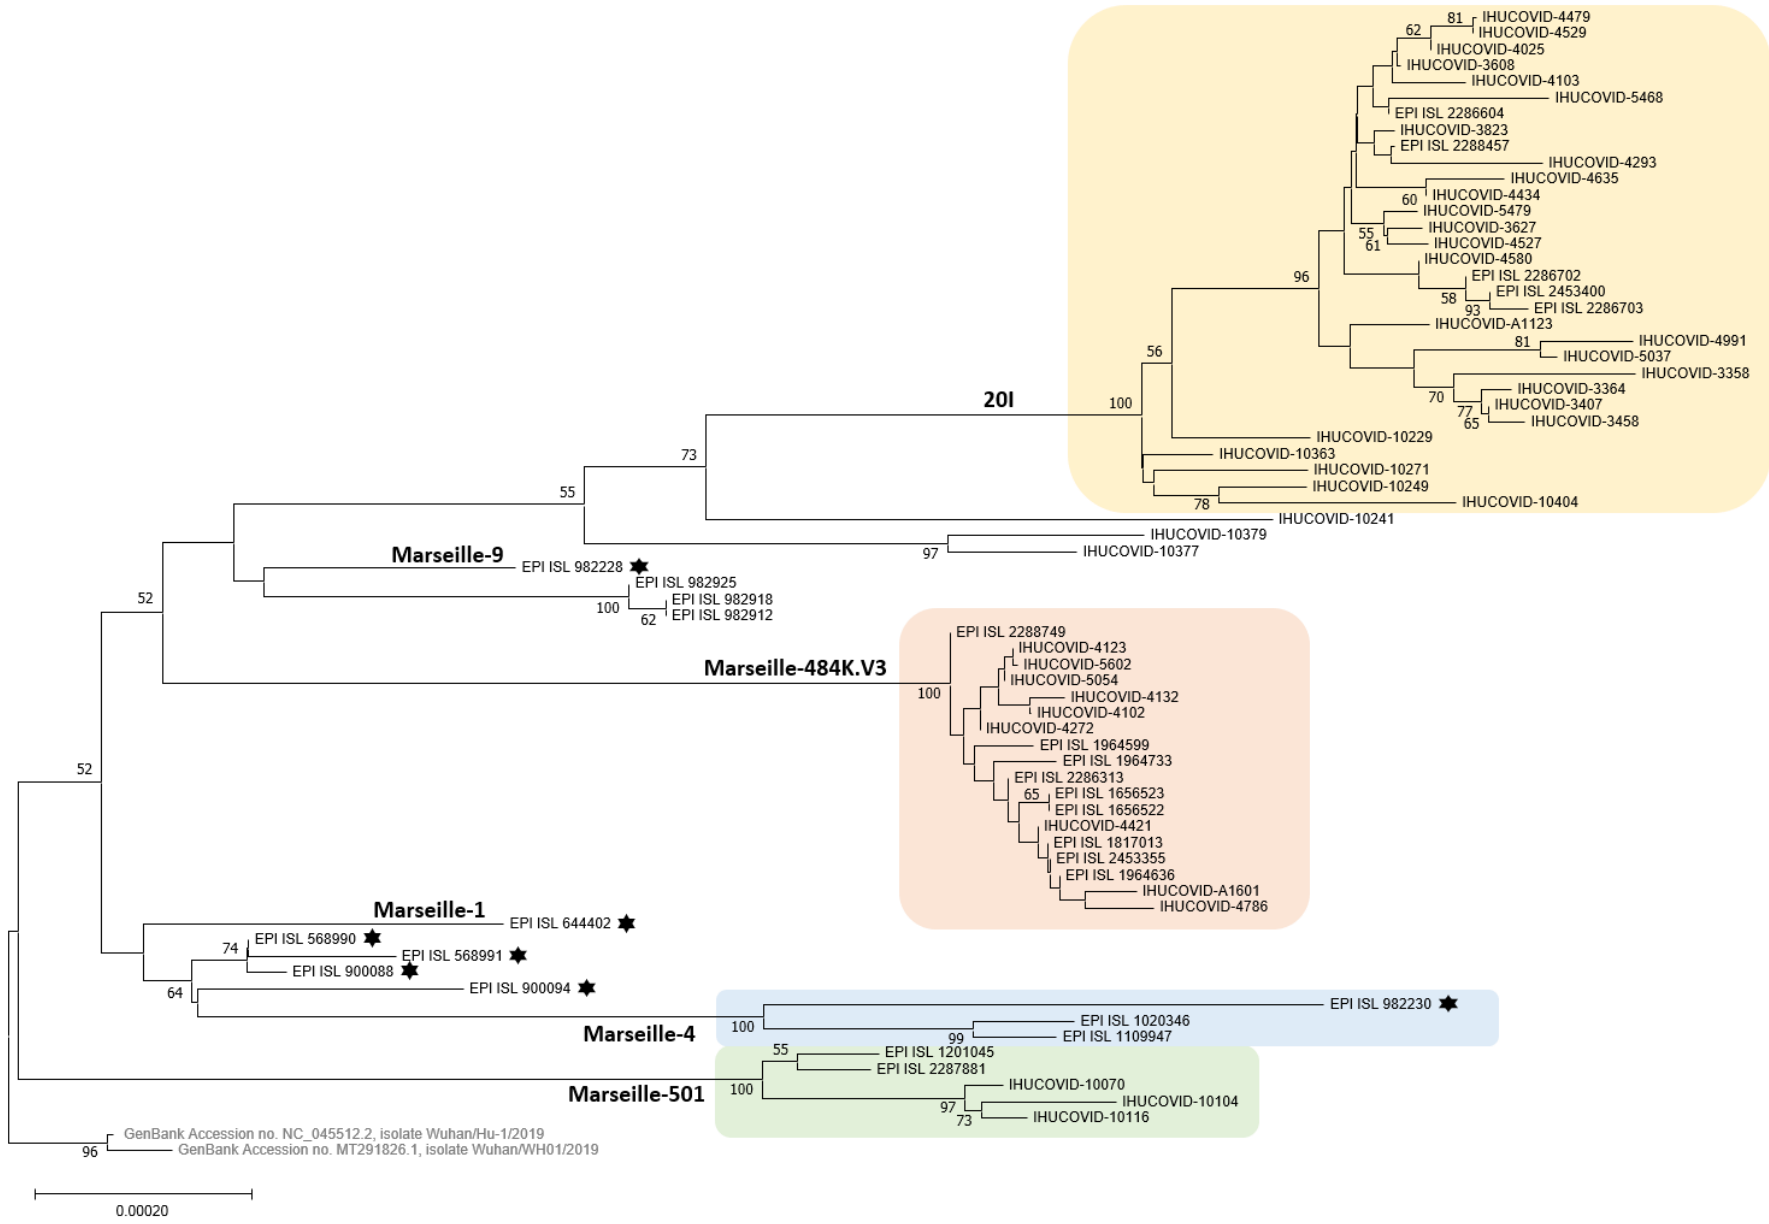 81 IHUCOVID-4479
62 IHUCOVID-4529
IHUCOVID-4025
IHUCOVID-3608
IHUCOVID-4103
IHUCOVID-5468
EPI ISL 2286604
IHUCOVID-3823
EPI ISL 2288457
IHUCOVID-4293
IHUCOVID-4635
IHUCOVID-4434
60
IHUCOVID-5479
IHUCOVID-3627
55
61 IHUCOVID-4527
IHUCOVID-4580
96 EPI ISL 2286702
58 EPI ISL 2453400
93 EPI ISL 2286703
IHUCOVID-A1123
81 IHUCOVID-4991
56 IHUCOVID-5037
IHUCOVID-3358
IHUCOVID-3364
70
20I
100
77 IHUCOVID-3407
65 IHUCOVID-3458
IHUCOVID-10229
73 IHUCOVID-10363
IHUCOVID-10271
IHUCOVID-10249
55
78 IHUCOVID-10404
IHUCOVID-10241
IHUCOVID-10379
97 IHUCOVID-10377
Marseille-9
EPI ISL 982228
EPI ISL 982925
52
100 EPI ISL 982918
62 EPI ISL 982912
EPI ISL 2288749
IHUCOVID-4123
IHUCOVID-5602
Marseille-484K.V3
IHUCOVID-5054
100
IHUCOVID-4132
IHUCOVID-4102
IHUCOVID-4272
EPI ISL 1964599
EPI ISL 1964733
52
EPI ISL 2286313
65 EPI ISL 1656523
EPI ISL 1656522
IHUCOVID-4421
EPI ISL 1817013
EPI ISL 2453355
EPI ISL 1964636
IHUCOVID-A1601
IHUCOVID-4786
Marseille-1
EPI ISL 644402
EPI ISL 568990
74
EPI ISL 568991
EPI ISL 900088
EPI ISL 900094
64
EPI ISL 982230
EPI ISL 1020346
100
Marseille-4
99 EPI ISL 1109947
55 EPI ISL 1201045
EPI ISL 2287881
IHUCOVID-10070
100
Marseille-501
97 IHUCOVID-10104
73 IHUCOVID-10116
GenBank Accession no. NC_045512.2, isolate Wuhan/Hu-1/2019
96 GenBank Accession no. MT291826.1, isolate Wuhan/WH01/2019
0.00020